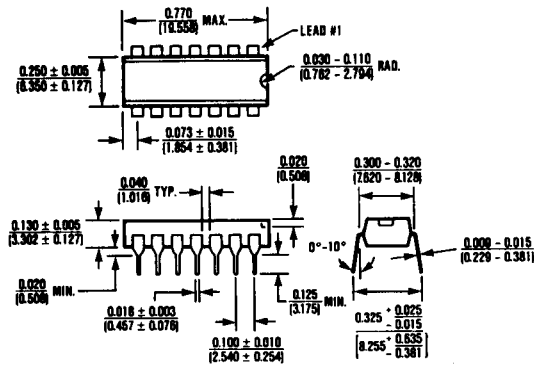 0.770
(19.558) MAX.
LEAD #1
0.030 – 0.110
(0.762 – 2.794) RAD.
0.250 ± 0.005
(6.350 ± 0.127)
0.073 ± 0.015
(1.854 ± 0.381)
0.040
(1.016) TYP.
0.020
(0.508)
0.300 – 0.320
(7.620 – 8.128)
0.130 ± 0.005
(3.302 ± 0.127)
0°–10°
0.009 – 0.015
(0.229 – 0.381)
0.020
(0.508) MIN.
0.125
(3.175) MIN.
0.018 ± 0.003
(0.457 ± 0.076)
0.100 ± 0.010
(2.540 ± 0.254)
0.325 + 0.025
– 0.015
[8.255 + 0.635
– 0.381]